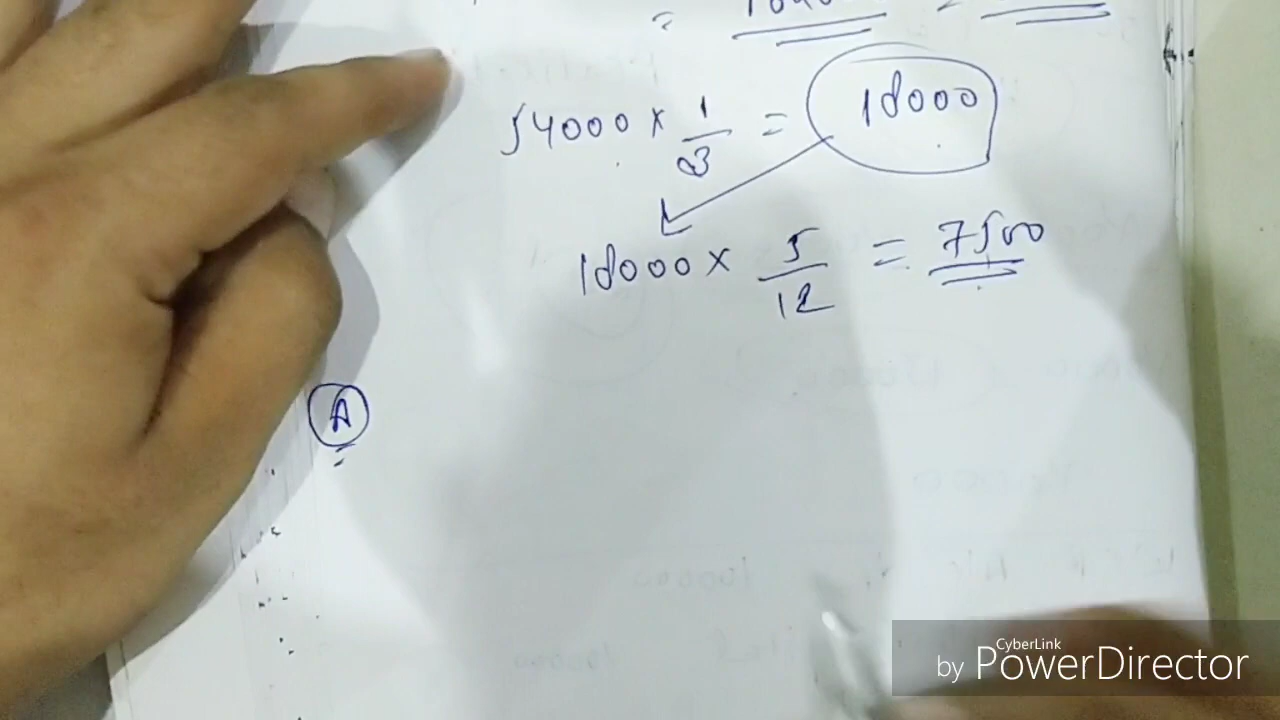 54000 × 1/3 = 18000
18000 × 5/12 = 7500
A
CyberLink
by PowerDirector